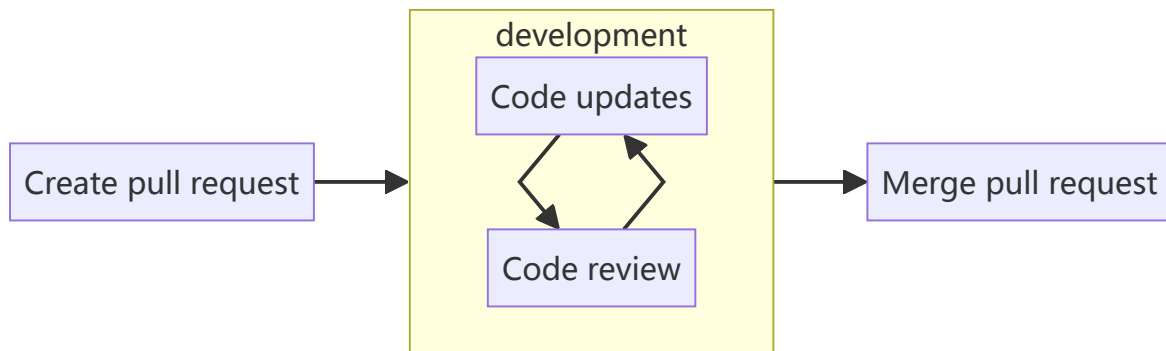 development
Code updates
Create pull request
Merge pull request
Code review